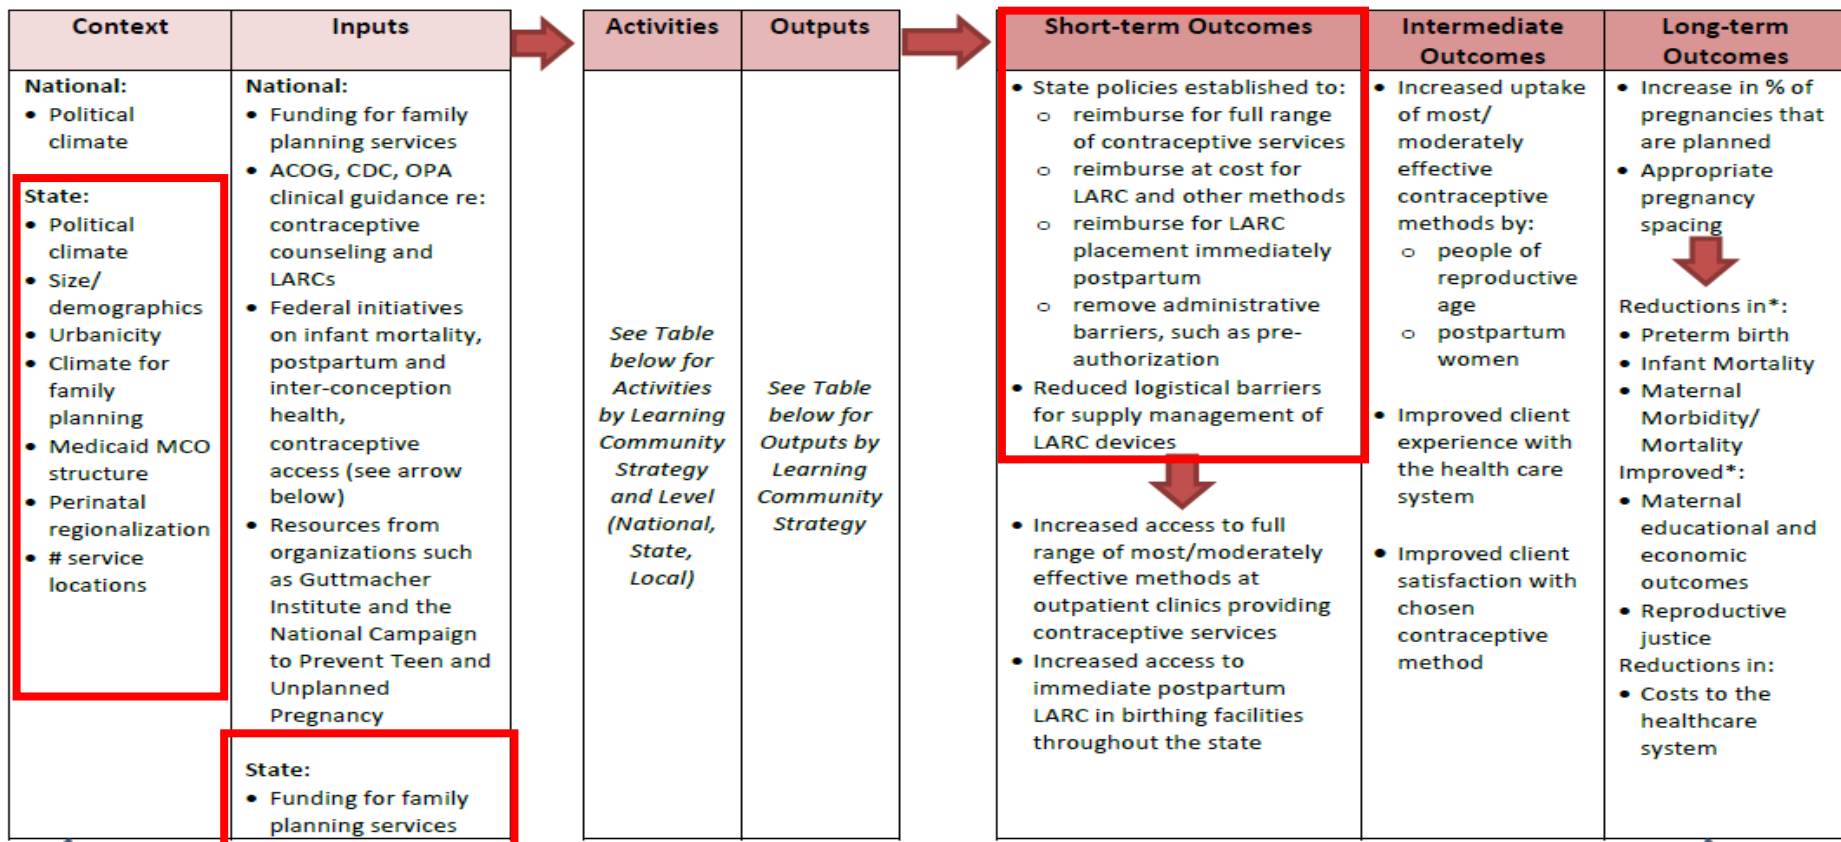 Context
National:
• Political
climate
State:
• Political
climate
• Size/
demographics
• Urbanicity
• Climate for
family
planning
• Medicaid MCO
structure
• Perinatal
regionalization
• # service
locations
Inputs
National:
• Funding for family
planning services
• ACOG, CDC, OPA
clinical guidance re:
contraceptive
counseling and
LARCs
• Federal initiatives
on infant mortality,
postpartum and
inter-conception
health,
contraceptive
access (see arrow
below)
• Resources from
organizations such
as Guttmacher
Institute and the
National Campaign
to Prevent Teen and
Unplanned
Pregnancy
State:
• Funding for family
planning services
Activities
See Table
below for
Activities
by Learning
Community
Strategy
and Level
(National,
State,
Local)
Outputs
See Table
below for
Outputs by
Learning
Community
Strategy
Short-term Outcomes
• State policies established to:
o reimburse for full range
of contraceptive services
o reimburse at cost for
LARC and other methods
o reimburse for LARC
placement immediately
postpartum
o remove administrative
barriers, such as pre-
authorization
• Reduced logistical barriers
for supply management of
LARC devices
• Increased access to full
range of most/moderately
effective methods at
outpatient clinics providing
contraceptive services
• Increased access to
immediate postpartum
LARC in birthing facilities
throughout the state
Intermediate
Outcomes
• Increased uptake
of most/
moderately
effective
contraceptive
methods by:
o people of
reproductive
age
o postpartum
women
• Improved client
experience with
the health care
system
• Improved client
satisfaction with
chosen
contraceptive
method
Long-term
Outcomes
• Increase in % of
pregnancies that
are planned
• Appropriate
pregnancy
spacing
Reductions in*:
• Preterm birth
• Infant Mortality
• Maternal
Morbidity/
Mortality
Improved*:
• Maternal
educational and
economic
outcomes
• Reproductive
justice
Reductions in:
• Costs to the
healthcare
system